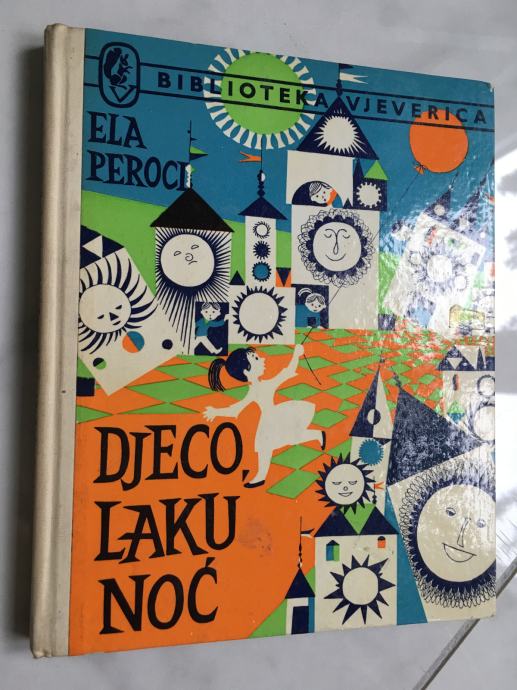 BIBLIOTEKA VJEVERICA
ELA
PEROCI
DJECO,
LAKU
NOĆ